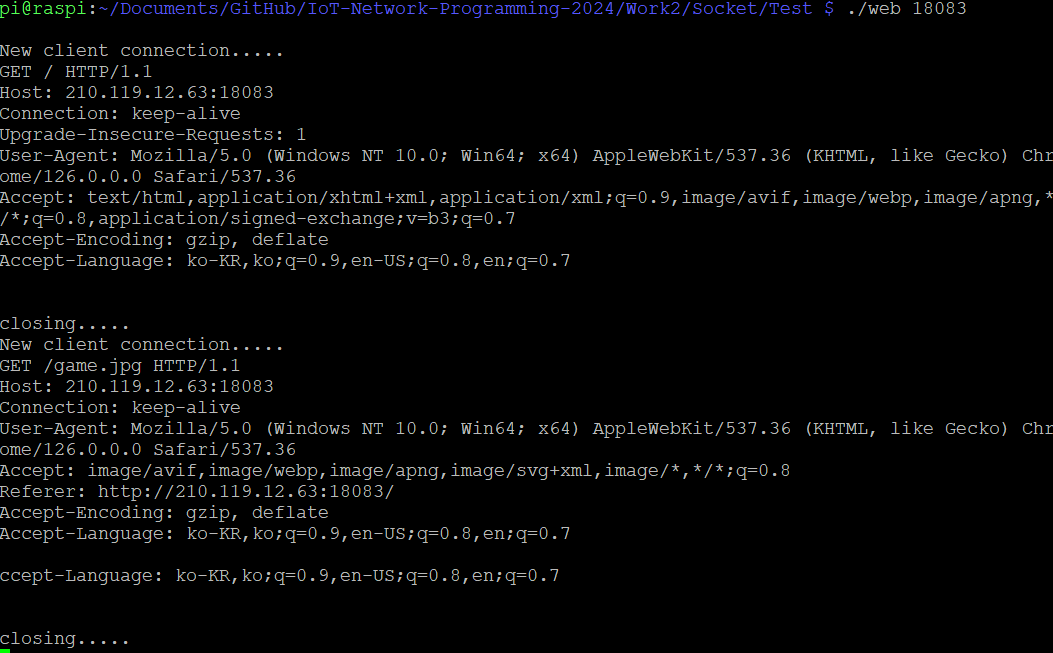 pi@raspi:~/Documents/GitHub/IoT-Network-Programming-2024/Work2/Socket/Test $ ./web 18083

New client connection.....
GET / HTTP/1.1
Host: 210.119.12.63:18083
Connection: keep-alive
Upgrade-Insecure-Requests: 1
User-Agent: Mozilla/5.0 (Windows NT 10.0; Win64; x64) AppleWebKit/537.36 (KHTML, like Gecko) Chr
ome/126.0.0.0 Safari/537.36
Accept: text/html,application/xhtml+xml,application/xml;q=0.9,image/avif,image/webp,image/apng,*
/*;q=0.8,application/signed-exchange;v=b3;q=0.7
Accept-Encoding: gzip, deflate
Accept-Language: ko-KR,ko;q=0.9,en-US;q=0.8,en;q=0.7

closing.....
New client connection.....
GET /game.jpg HTTP/1.1
Host: 210.119.12.63:18083
Connection: keep-alive
User-Agent: Mozilla/5.0 (Windows NT 10.0; Win64; x64) AppleWebKit/537.36 (KHTML, like Gecko) Chr
ome/126.0.0.0 Safari/537.36
Accept: image/avif,image/webp,image/apng,image/svg+xml,image/*,*/*;q=0.8
Referer: http://210.119.12.63:18083/
Accept-Encoding: gzip, deflate
Accept-Language: ko-KR,ko;q=0.9,en-US;q=0.8,en;q=0.7

ccept-Language: ko-KR,ko;q=0.9,en-US;q=0.8,en;q=0.7

closing.....